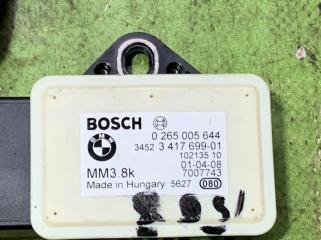 BOSCH
0 265 005 644
BMW
3452 3 417 699-01
102135 10
01-04-08
MM3.8k 7007743
Made in Hungary 5627 080